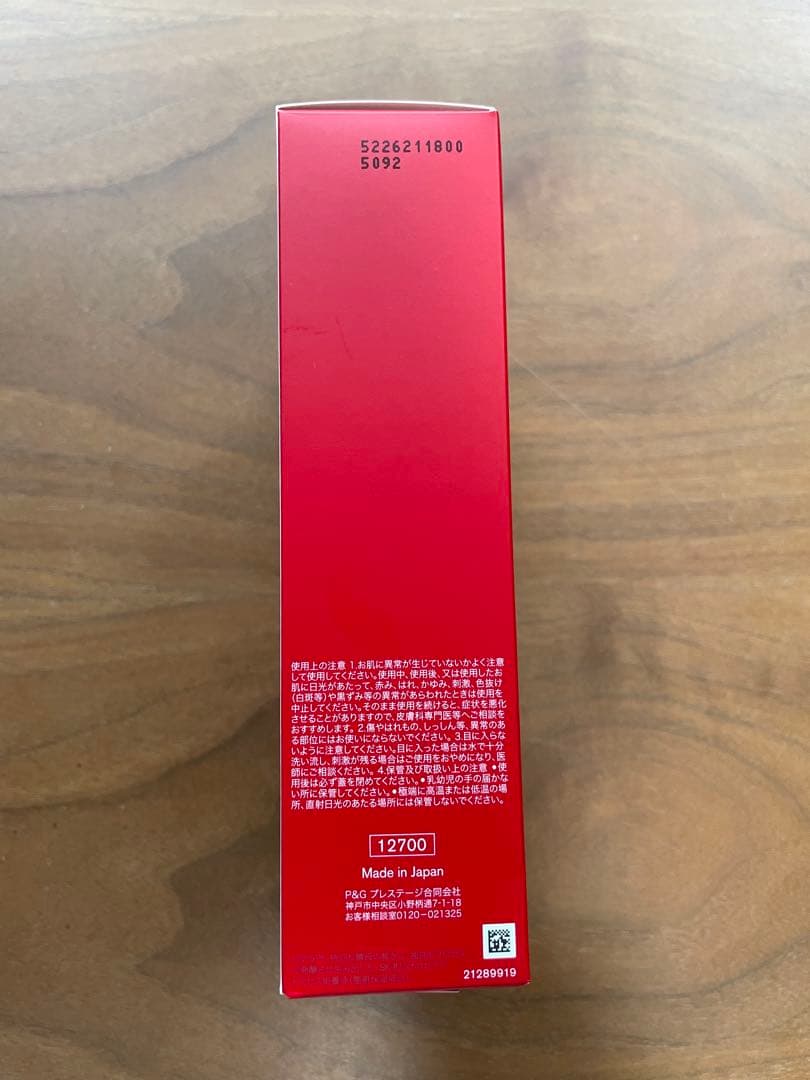 5226211800
5092
使用上の注意 1.お肌に異常が生じていないかよく注意
して使用してください。使用中、使用後、又は使用したお
肌に日光があたって、赤み、はれ、かゆみ、刺激、色抜け
(白斑等)や黒ずみ等の異常があらわれたときは使用を
中止してください。そのまま使用を続けると、症状を悪化
させることがありますので、皮膚科専門医等へご相談を
おすすめします。2.傷やはれもの、しっしん等、異常のあ
る部位にはお使いにならないでください。3.目に入らな
いように注意してください。目に入った場合は水で十分
洗い流し、刺激が残る場合はご使用をおやめになり、医
師にご相談ください。4.保管及び取扱い上の注意 ●使
用後は必ず蓋を閉めてください。●乳幼児の手の届かな
い所に保管してください。●極端に高温または低温の場
所、直射日光のあたる場所には保管しないでください。
12700
Made in Japan
P&G プレステージ合同会社
神戸市中央区小野柄通7-1-18
お客様相談室0120-021325
21289919